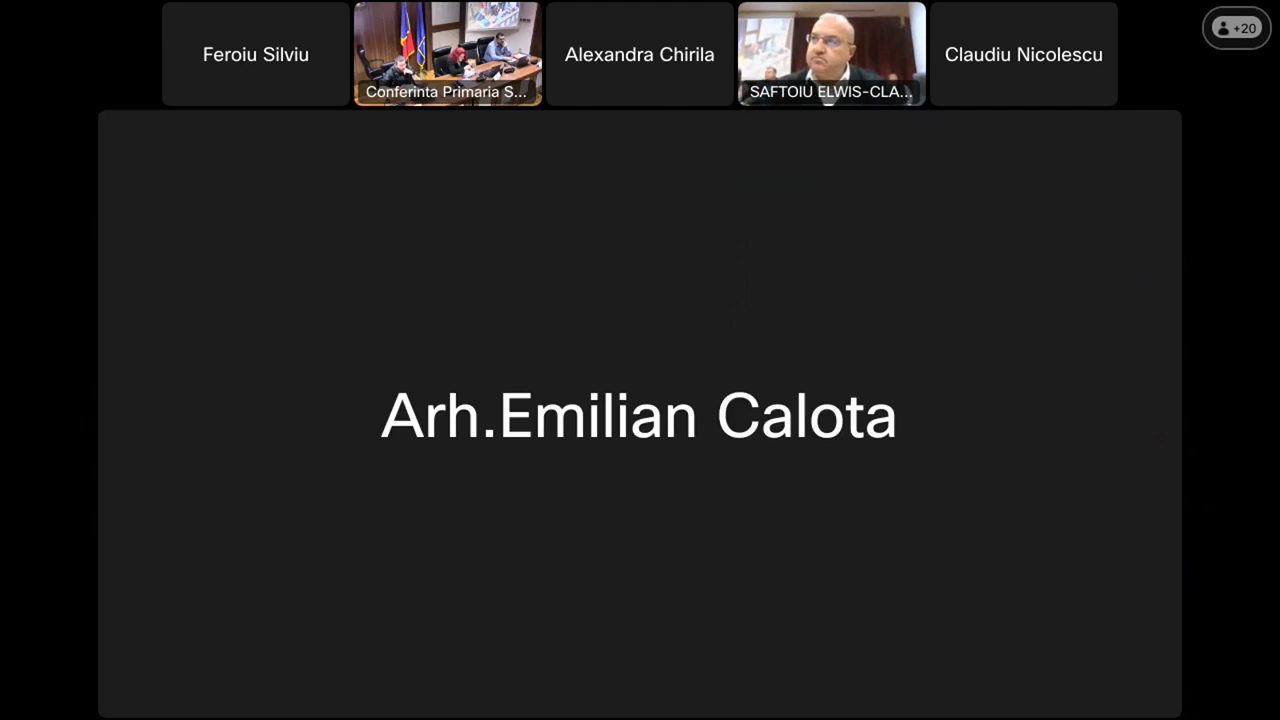 Feroiu Silviu
Conferinta Primaria S...
Alexandra Chirila
SAFTOIU ELWIS-CLA...
Claudiu Nicolescu
+20
Arh.Emilian Calota